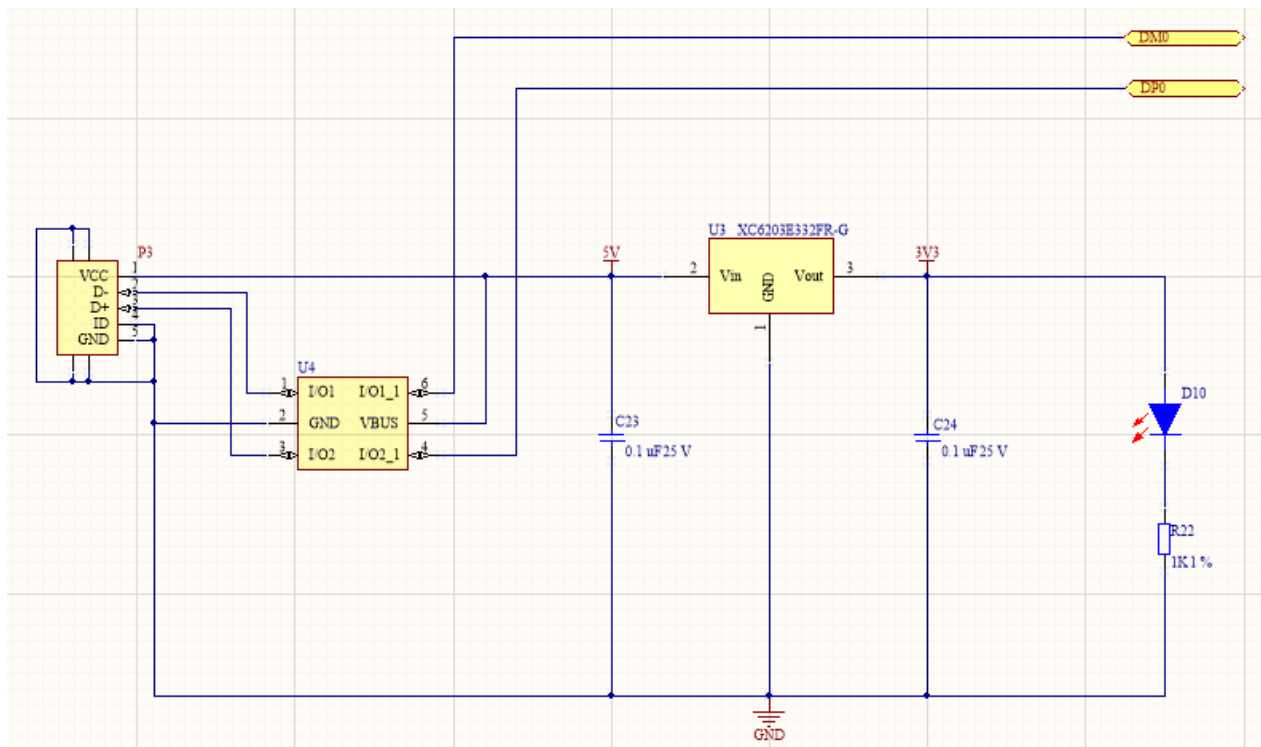 DM0
DP0
U3 XC6203E332FR-G
P3
5V
3V3
1
VCC
2
Vin
GND
Vout
3
D-
2
D+
3
ID
4
GND
5
1
U4
1
I/O1
I/O1_1
6
D10
2
GND
VBUS
5
C23
C24
3
I/O2
I/O2_1
4
0.1 uF25 V
0.1 uF25 V
R22
1K 1 %
GND